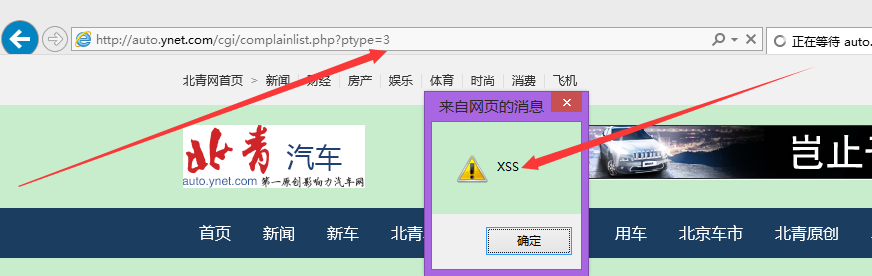 http://auto.ynet.com/cgi/complainlist.php?ptype=3
正在等待 auto.
北青网首页 > 新闻 财经 房产 娱乐 体育 时尚 消费 飞机
来自网页的消息
北青 汽车
auto.ynet.com 第一原创影响力汽车网
XSS
岂止于
确定
首页 新闻 新车 北青 用车 北京车市 北青原创